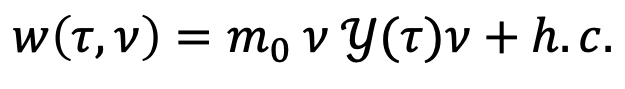 𝑤(𝜏, 𝜈) = 𝑚₀ 𝜈 𝒴(𝜏)𝜈 + ℎ. 𝑐.